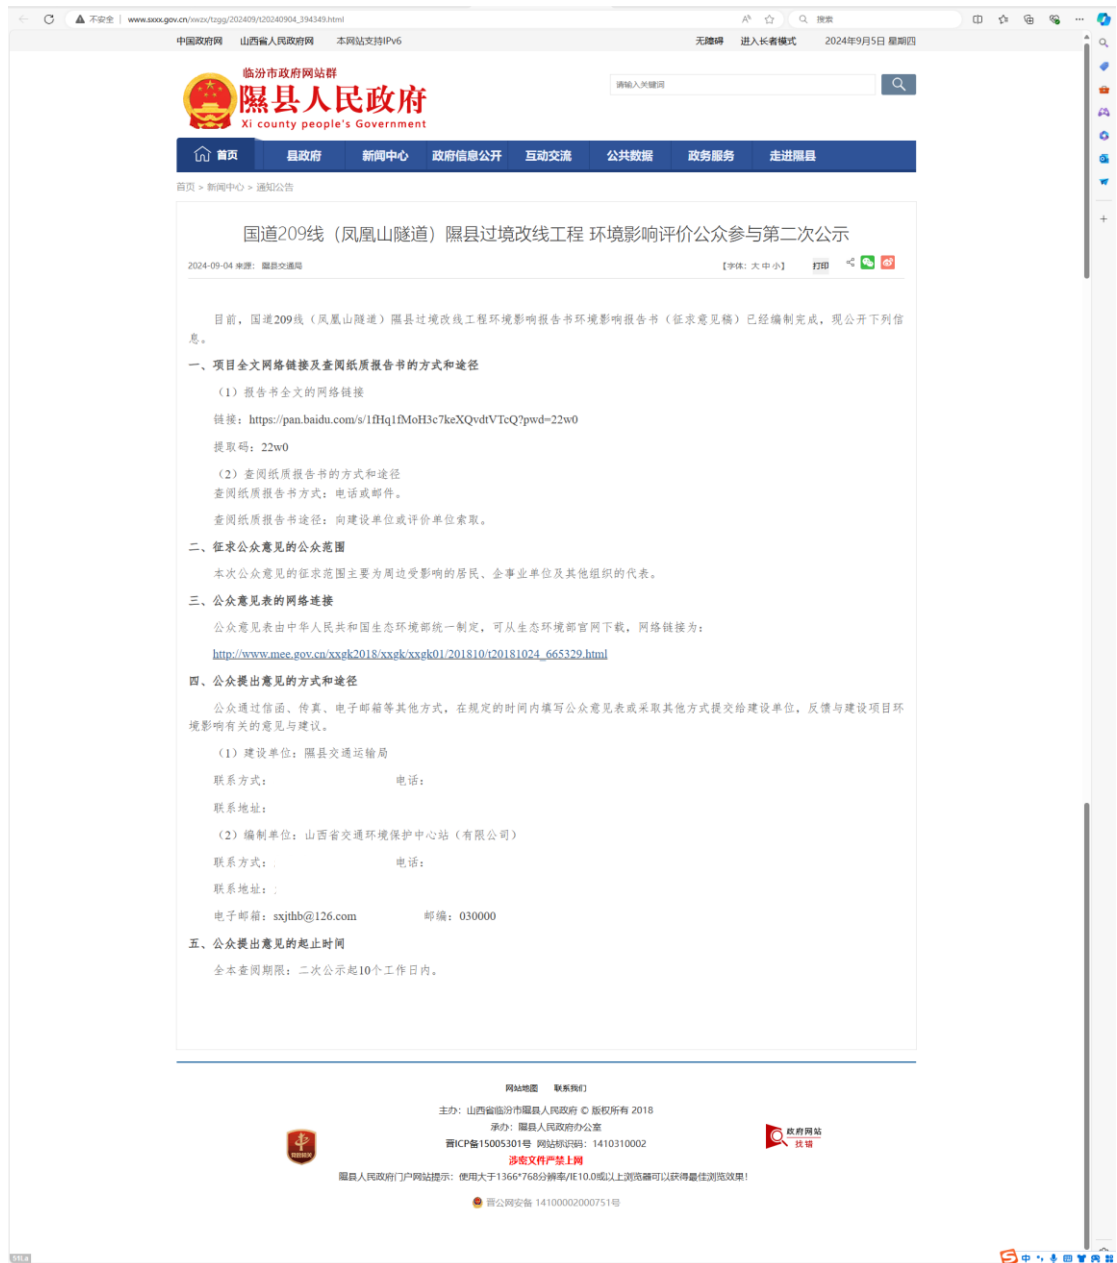 不安全 www.sxxx.gov.cn/xwzx/tzgg/202409/t20240904_394349.html 搜索
中国政府网 山西省人民政府网 本网站支持IPv6 无障碍 进入长者模式 2024年9月5日 星期四
临汾市政府网站群
隰县人民政府
Xi county people's Government
请输入关键词
首页 县政府 新闻中心 政府信息公开 互动交流 公共数据 政务服务 走进隰县
首页 > 新闻中心 > 通知公告
国道209线（凤凰山隧道）隰县过境改线工程 环境影响评价公众参与第二次公示
2024-09-04 来源： 隰县交通局 【字体：大 中 小】 打印
目前，国道209线（凤凰山隧道）隰县过境改线工程环境影响报告书环境影响报告书（征求意见稿）已经编制完成，现公开下列信
息。
一、项目全文网络链接及查阅纸质报告书的方式和途径
（1）报告书全文的网络链接
链接：https://pan.baidu.com/s/1fHq1fMoH3c7keXQvdtVTcQ?pwd=22w0
提取码：22w0
（2）查阅纸质报告书的方式和途径
查阅纸质报告书方式：电话或邮件。
查阅纸质报告书途径：向建设单位或评价单位索取。
二、征求公众意见的公众范围
本次公众意见的征求范围主要为周边受影响的居民、企事业单位及其他组织的代表。
三、公众意见表的网络连接
公众意见表由中华人民共和国生态环境部统一制定，可从生态环境部官网下载，网络链接为：
http://www.mee.gov.cn/xxgk2018/xxgk/xxgk01/201810/t20181024_665329.html
四、公众提出意见的方式和途径
公众通过信函、传真、电子邮箱等其他方式，在规定的时间内填写公众意见表或采取其他方式提交给建设单位，反馈与建设项目环
境影响有关的意见与建议。
（1）建设单位：隰县交通运输局
联系方式： 电话：
联系地址：
（2）编制单位：山西省交通环境保护中心站（有限公司）
联系方式： 电话：
联系地址：
电子邮箱：sxjthb@126.com 邮编：030000
五、公众提出意见的起止时间
全本查阅期限：二次公示起10个工作日内。
网站地图 联系我们
主办：山西省临汾市隰县人民政府 © 版权所有 2018
承办：隰县人民政府办公室
晋ICP备15005301号 网站标识码：1410310002
涉密文件严禁上网
隰县人民政府门户网站提示：使用大于1366*768分辨率/IE10.0或以上浏览器可以获得最佳浏览效果！
晋公网安备 14100002000751号
政府网站
找错
中